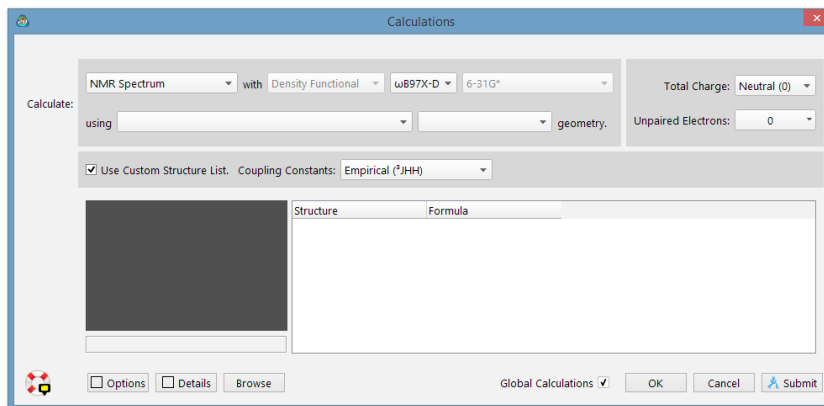 Calculations
Calculate:
NMR Spectrum with Density Functional ωB97X-D 6-31G*
using geometry.
Total Charge: Neutral (0)
Unpaired Electrons: 0
Use Custom Structure List. Coupling Constants: Empirical (³JHH)
Structure Formula
Options Details Browse Global Calculations OK Cancel Submit